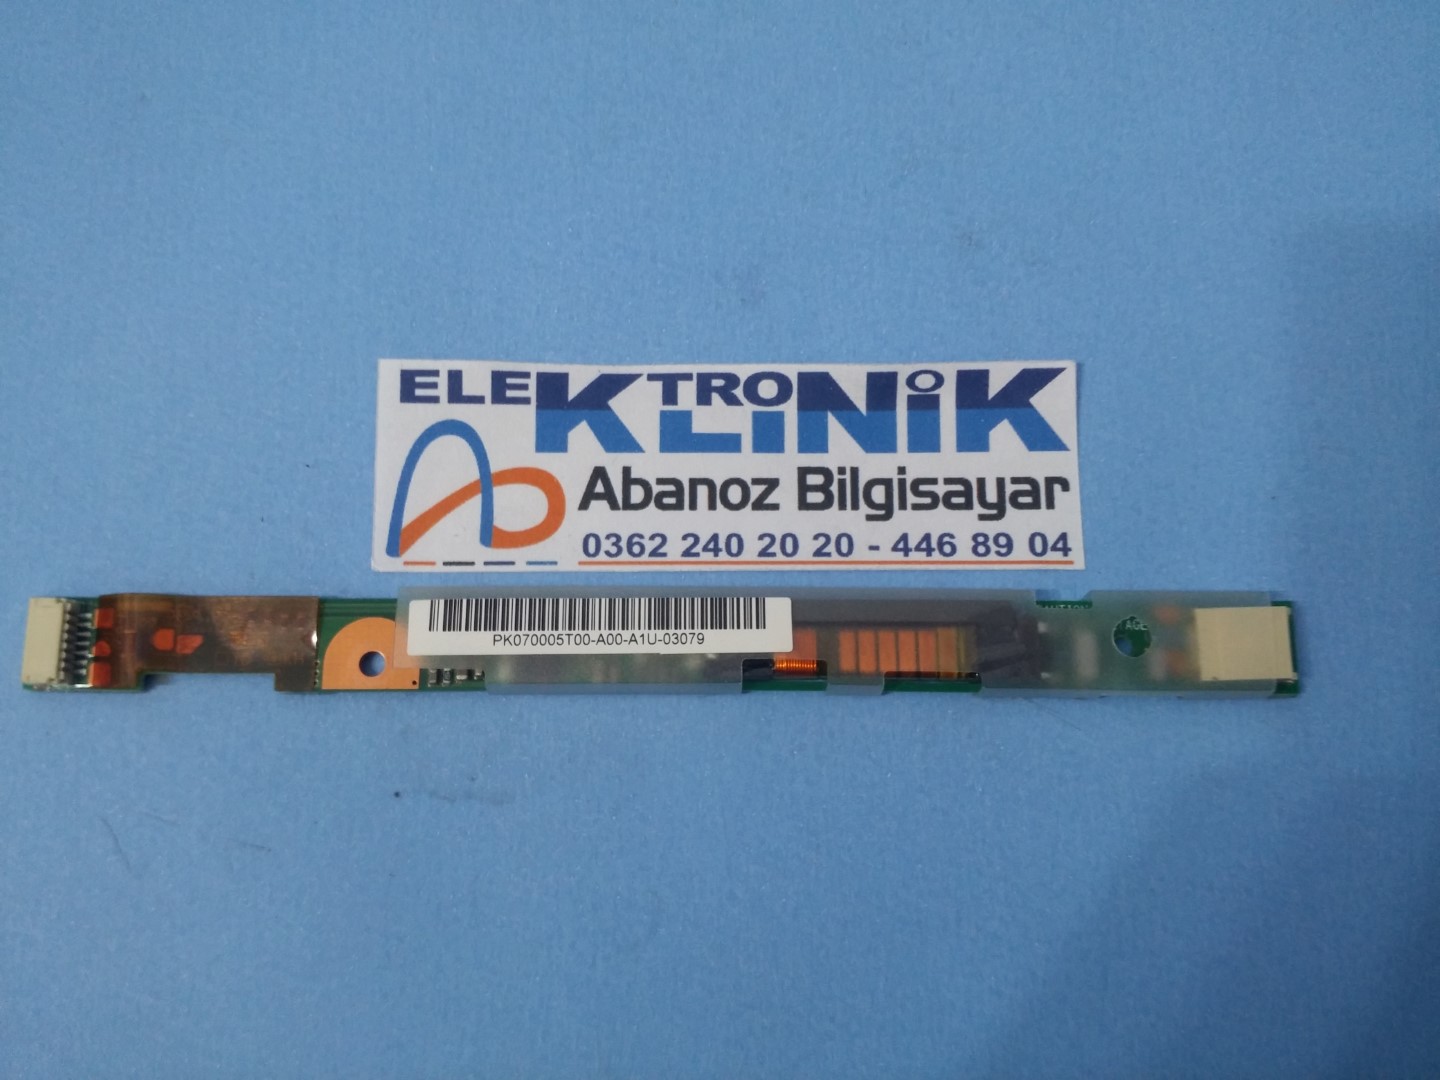 ELEKTRONİK
KLİNİK
Abanoz Bilgisayar
0362 240 20 20 - 446 89 04
PK070005T00-A00-A1U-03079